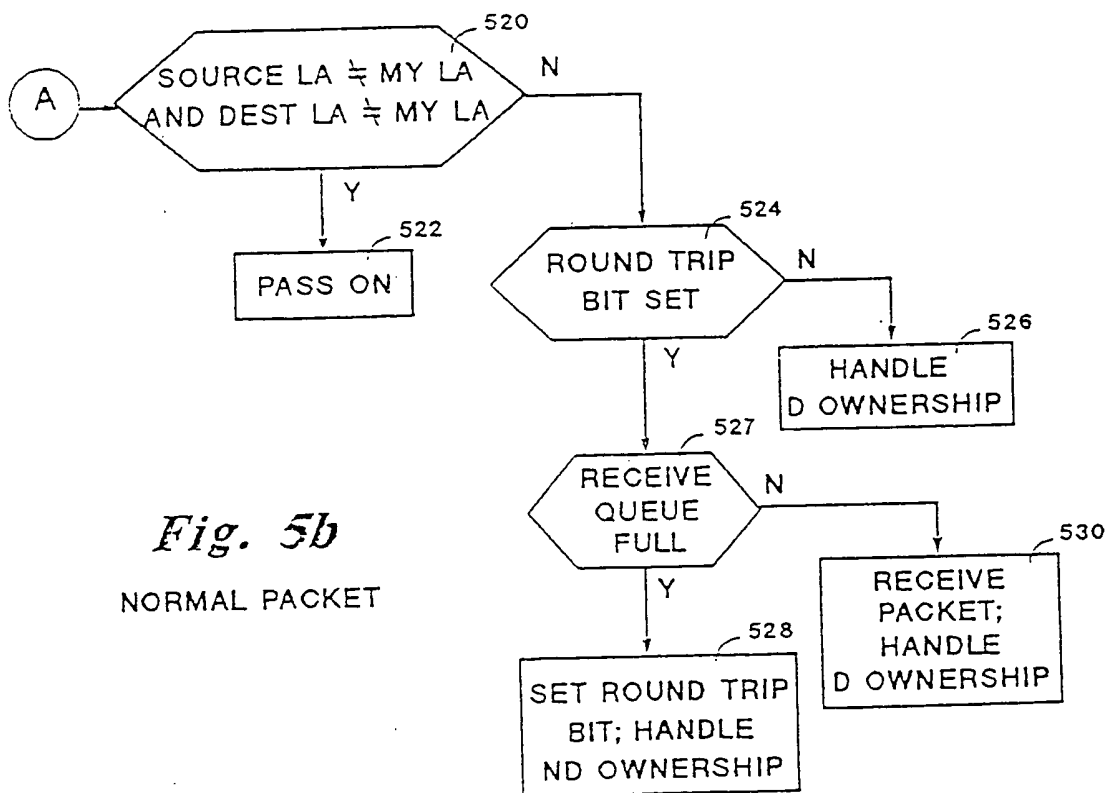 520
A
SOURCE LA ≠ MY LA
AND DEST LA ≠ MY LA
N
Y
522
PASS ON
524
ROUND TRIP
BIT SET
N
Y
526
HANDLE
D OWNERSHIP
527
RECEIVE
QUEUE
FULL
N
Y
530
RECEIVE
PACKET;
HANDLE
D OWNERSHIP
528
SET ROUND TRIP
BIT; HANDLE
ND OWNERSHIP
Fig. 5b
NORMAL PACKET